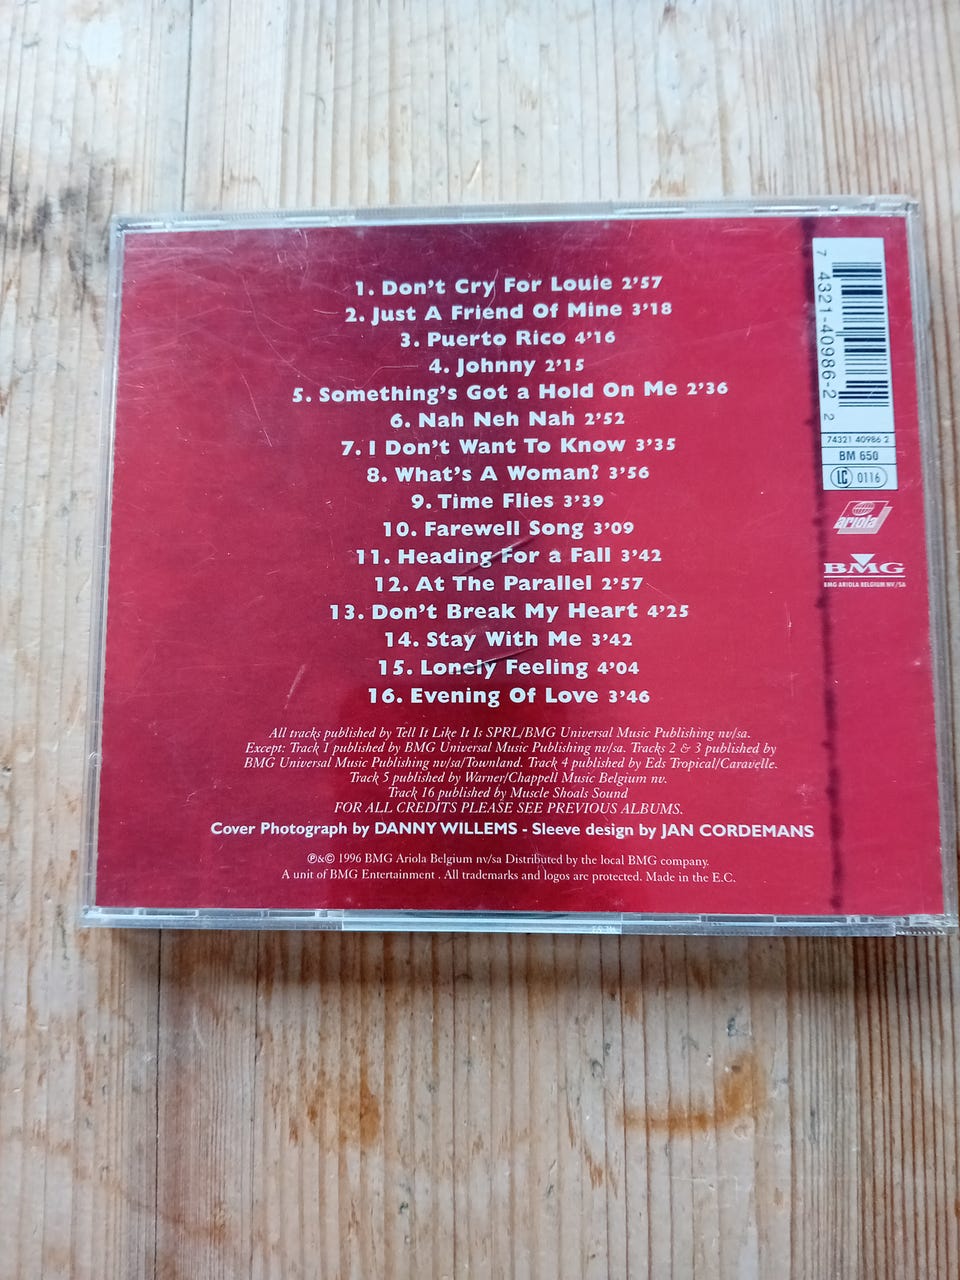 1. Don't Cry For Louie 2'57
2. Just A Friend Of Mine 3'18
3. Puerto Rico 4'16
4. Johnny 2'15
5. Something's Got a Hold On Me 2'36
6. Nah Neh Nah 2'52
7. I Don't Want To Know 3'35
8. What's A Woman? 3'56
9. Time Flies 3'39
10. Farewell Song 3'09
11. Heading For a Fall 3'42
12. At The Parallel 2'57
13. Don't Break My Heart 4'25
14. Stay With Me 3'42
15. Lonely Feeling 4'04
16. Evening Of Love 3'46
All tracks published by Tell It Like It Is SPRL/BMG Universal Music Publishing nv/sa.
Except: Track 1 published by BMG Universal Music Publishing nv/sa. Tracks 2 & 3 published by
BMG Universal Music Publishing nv/sa/Townland. Track 4 published by Eds Tropical/Caravelle.
Track 5 published by Warner/Chappell Music Belgium nv.
Track 16 published by Muscle Shoals Sound
FOR ALL CREDITS PLEASE SEE PREVIOUS ALBUMS.
Cover Photograph by DANNY WILLEMS - Sleeve design by JAN CORDEMANS
℗&© 1996 BMG Ariola Belgium nv/sa Distributed by the local BMG company.
A unit of BMG Entertainment. All trademarks and logos are protected. Made in the E.C.
7 4321-40986-2 2
74321 40986 2
BM 650
LC 0116
ariola
BMG
BMG ARIOLA BELGIUM NV/SA